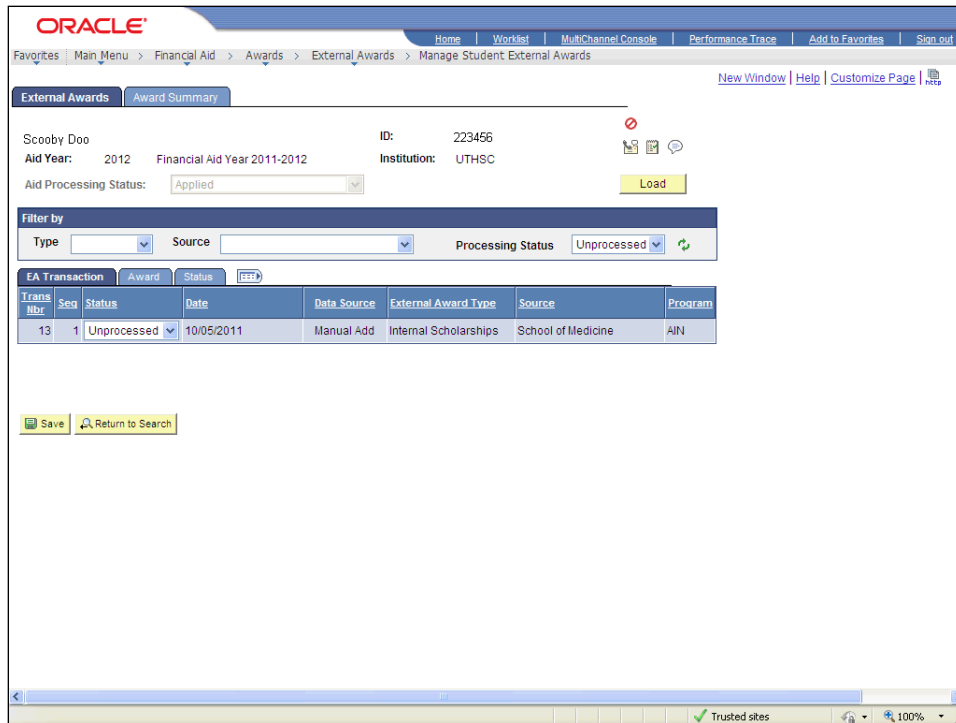 ORACLE®
Home | Worklist | MultiChannel Console | Performance Trace | Add to Favorites | Sign out
Favorites Main Menu > Financial Aid > Awards > External Awards > Manage Student External Awards
New Window | Help | Customize Page | http
External Awards Award Summary
Scooby Doo ID: 223456
Aid Year: 2012 Financial Aid Year 2011-2012 Institution: UTHSC
Aid Processing Status: Applied Load
Filter by
Type Source Processing Status Unprocessed
EA Transaction Award Status
Trans Nbr Seq Status Date Data Source External Award Type Source Program
13 1 Unprocessed 10/05/2011 Manual Add Internal Scholarships School of Medicine AIN
Save Return to Search
Trusted sites 100%